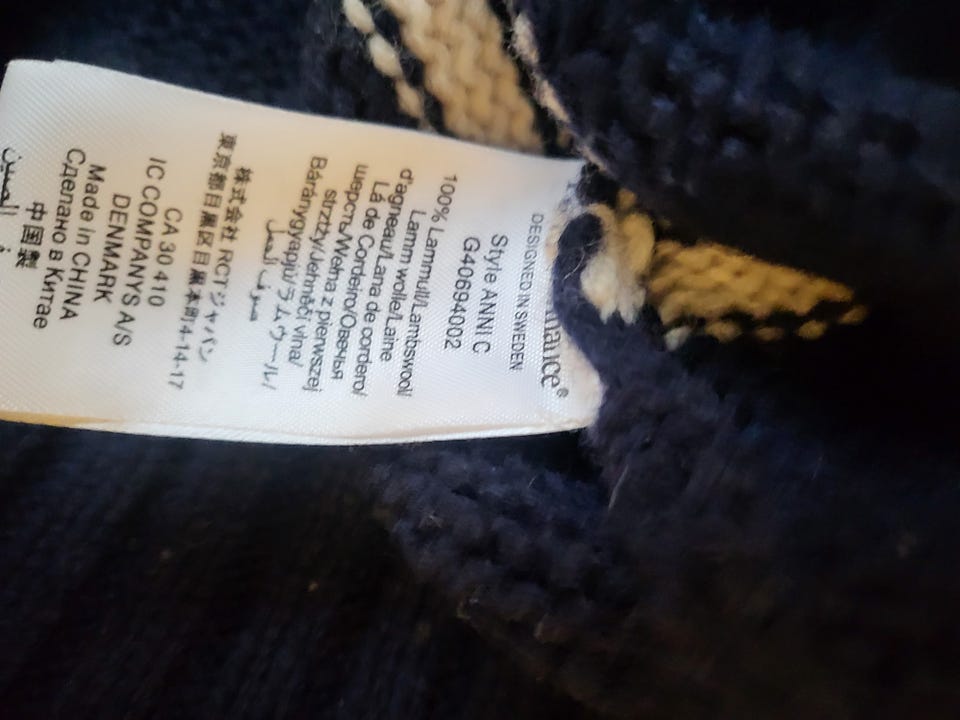 mance®
DESIGNED IN SWEDEN
Style ANNI C
G40694002
100% Lammull/Lambswool/
Lamm wolle/Laine
d'agneau/Lana de cordero/
Lã de Cordeiro/Овечья
шерсть/Wełna z pierwszej
strzży/Jehněčí vlna/
Báránygyapjú/ラムウール/
صوف الحمل
株式会社 RCTジャパン
東京都目黒区目黒本町4-14-17
CA 30 410
IC COMPANYS A/S
DENMARK
Made in CHINA
Сделано в Китае
中国製
الصين